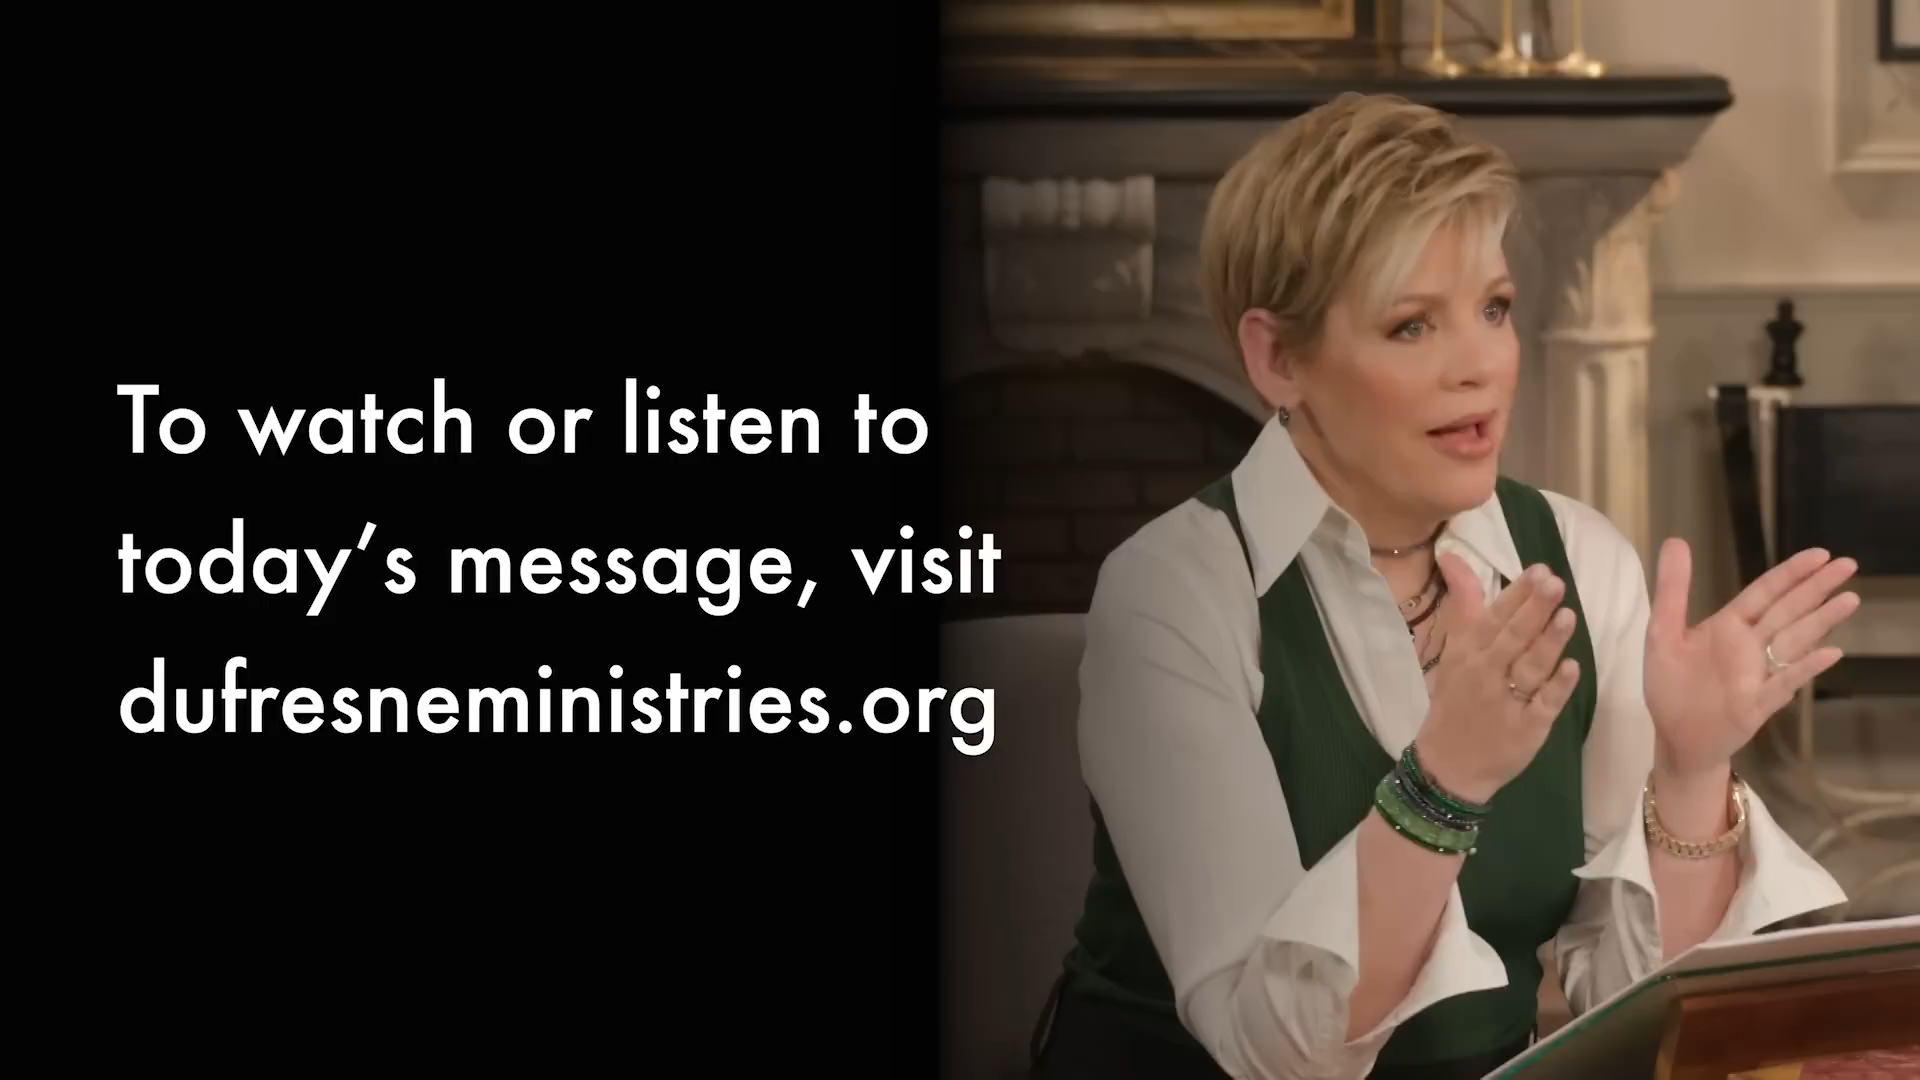 To watch or listen to
today’s message, visit
dufresneministries.org